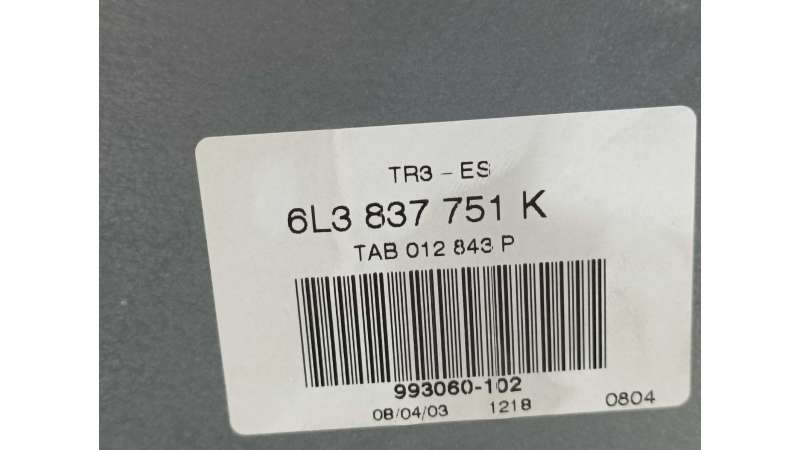 TR3 - ES
6L3 837 751 K
TAB 012 843 P
993060-102
08/04/03 1218 0804